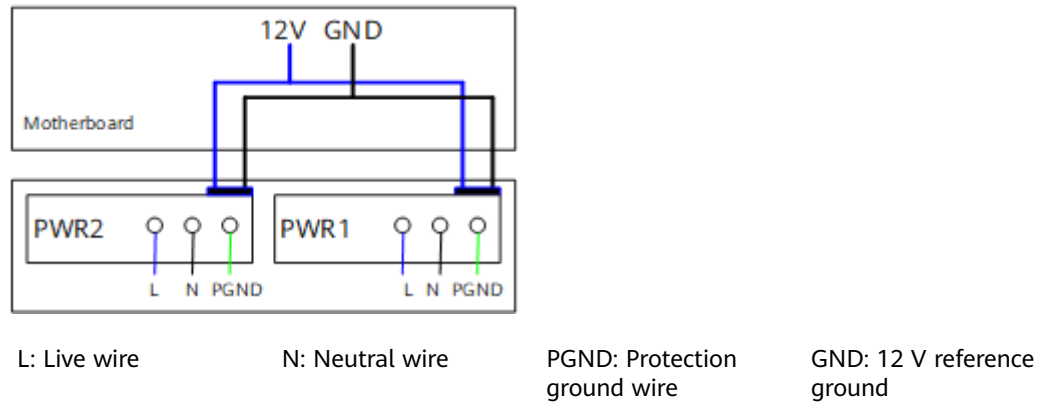 12V GND
Motherboard
PWR2
PWR1
L N PGND
L N PGND
L: Live wire
N: Neutral wire
PGND: Protection
ground wire
GND: 12 V reference
ground